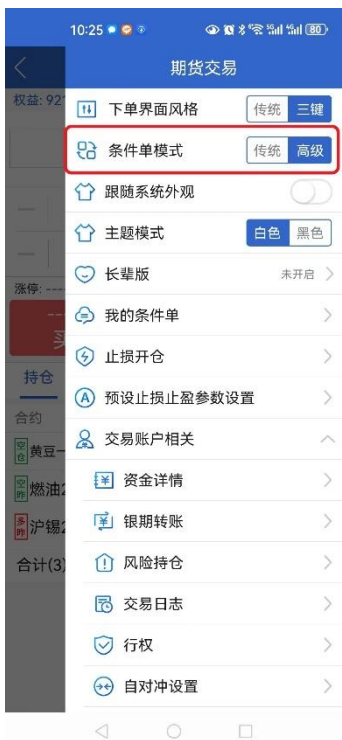 10:25
80
期货交易
权益: 92
下单界面风格
传统
三键
条件单模式
传统
高级
跟随系统外观
主题模式
白色
黑色
涨停: ----
长辈版
未开启
我的条件单
止损开仓
持仓
预设止损止盈参数设置
合约
交易账户相关
空仓
黄豆一
资金详情
空昨
燃油2
银期转账
多昨
沪锡2
合计(3)
风险持仓
交易日志
行权
自对冲设置